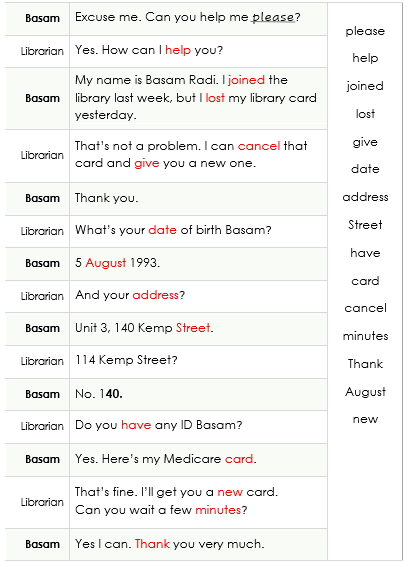 Basam Excuse me. Can you help me please?
Librarian Yes. How can I help you?
Basam My name is Basam Radi. I joined the
library last week, but I lost my library card
yesterday.
Librarian That's not a problem. I can cancel that
card and give you a new one.
Basam Thank you.
Librarian What's your date of birth Basam?
Basam 5 August 1993.
Librarian And your address?
Basam Unit 3, 140 Kemp Street.
Librarian 114 Kemp Street?
Basam No. 140.
Librarian Do you have any ID Basam?
Basam Yes. Here's my Medicare card.
Librarian That's fine. I'll get you a new card.
Can you wait a few minutes?
Basam Yes I can. Thank you very much.
please
help
joined
lost
give
date
address
Street
have
card
cancel
minutes
Thank
August
new